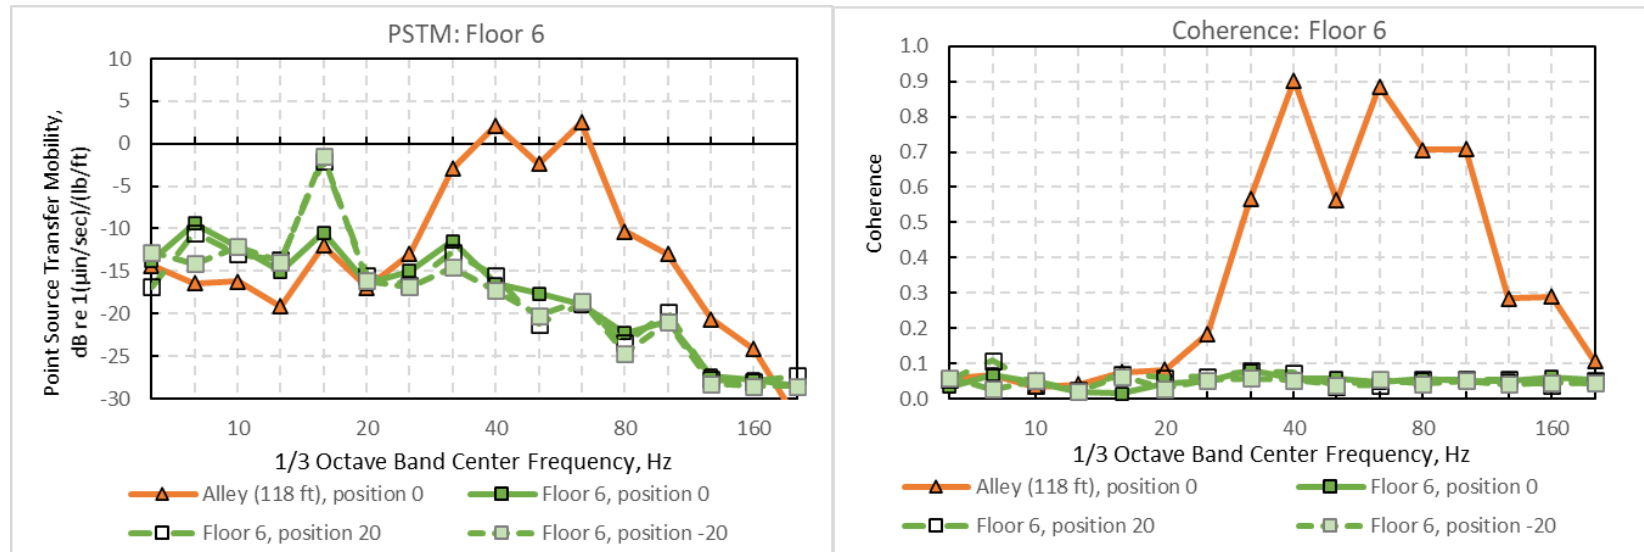 PSTM: Floor 6
Point Source Transfer Mobility,
dB re 1(µin/sec)/(lb/ft)
10
5
0
-5
-10
-15
-20
-25
-30
10 20 40 80 160
1/3 Octave Band Center Frequency, Hz
Alley (118 ft), position 0 Floor 6, position 0
Floor 6, position 20 Floor 6, position -20
Coherence: Floor 6
Coherence
1.0
0.9
0.8
0.7
0.6
0.5
0.4
0.3
0.2
0.1
0.0
10 20 40 80 160
1/3 Octave Band Center Frequency, Hz
Alley (118 ft), position 0 Floor 6, position 0
Floor 6, position 20 Floor 6, position -20